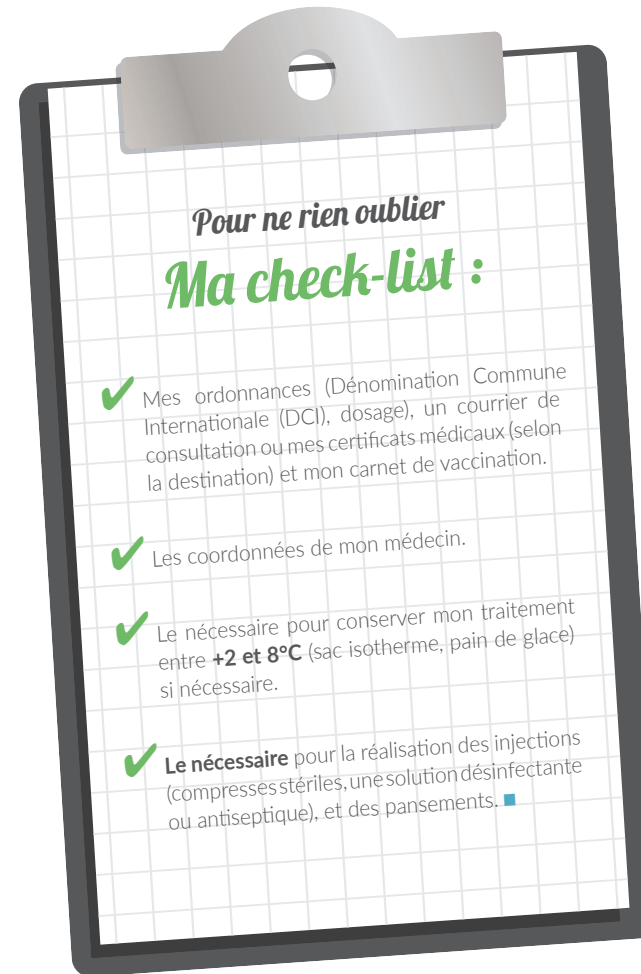 Pour ne rien oublier
Ma check-list :
Mes ordonnances (Dénomination Commune
Internationale (DCI), dosage), un courrier de
consultation ou mes certificats médicaux (selon
la destination) et mon carnet de vaccination.
Les coordonnées de mon médecin.
Le nécessaire pour conserver mon traitement
entre +2 et 8°C (sac isotherme, pain de glace)
si nécessaire.
Le nécessaire pour la réalisation des injections
(compresses stériles, une solution désinfectante
ou antiseptique), et des pansements.